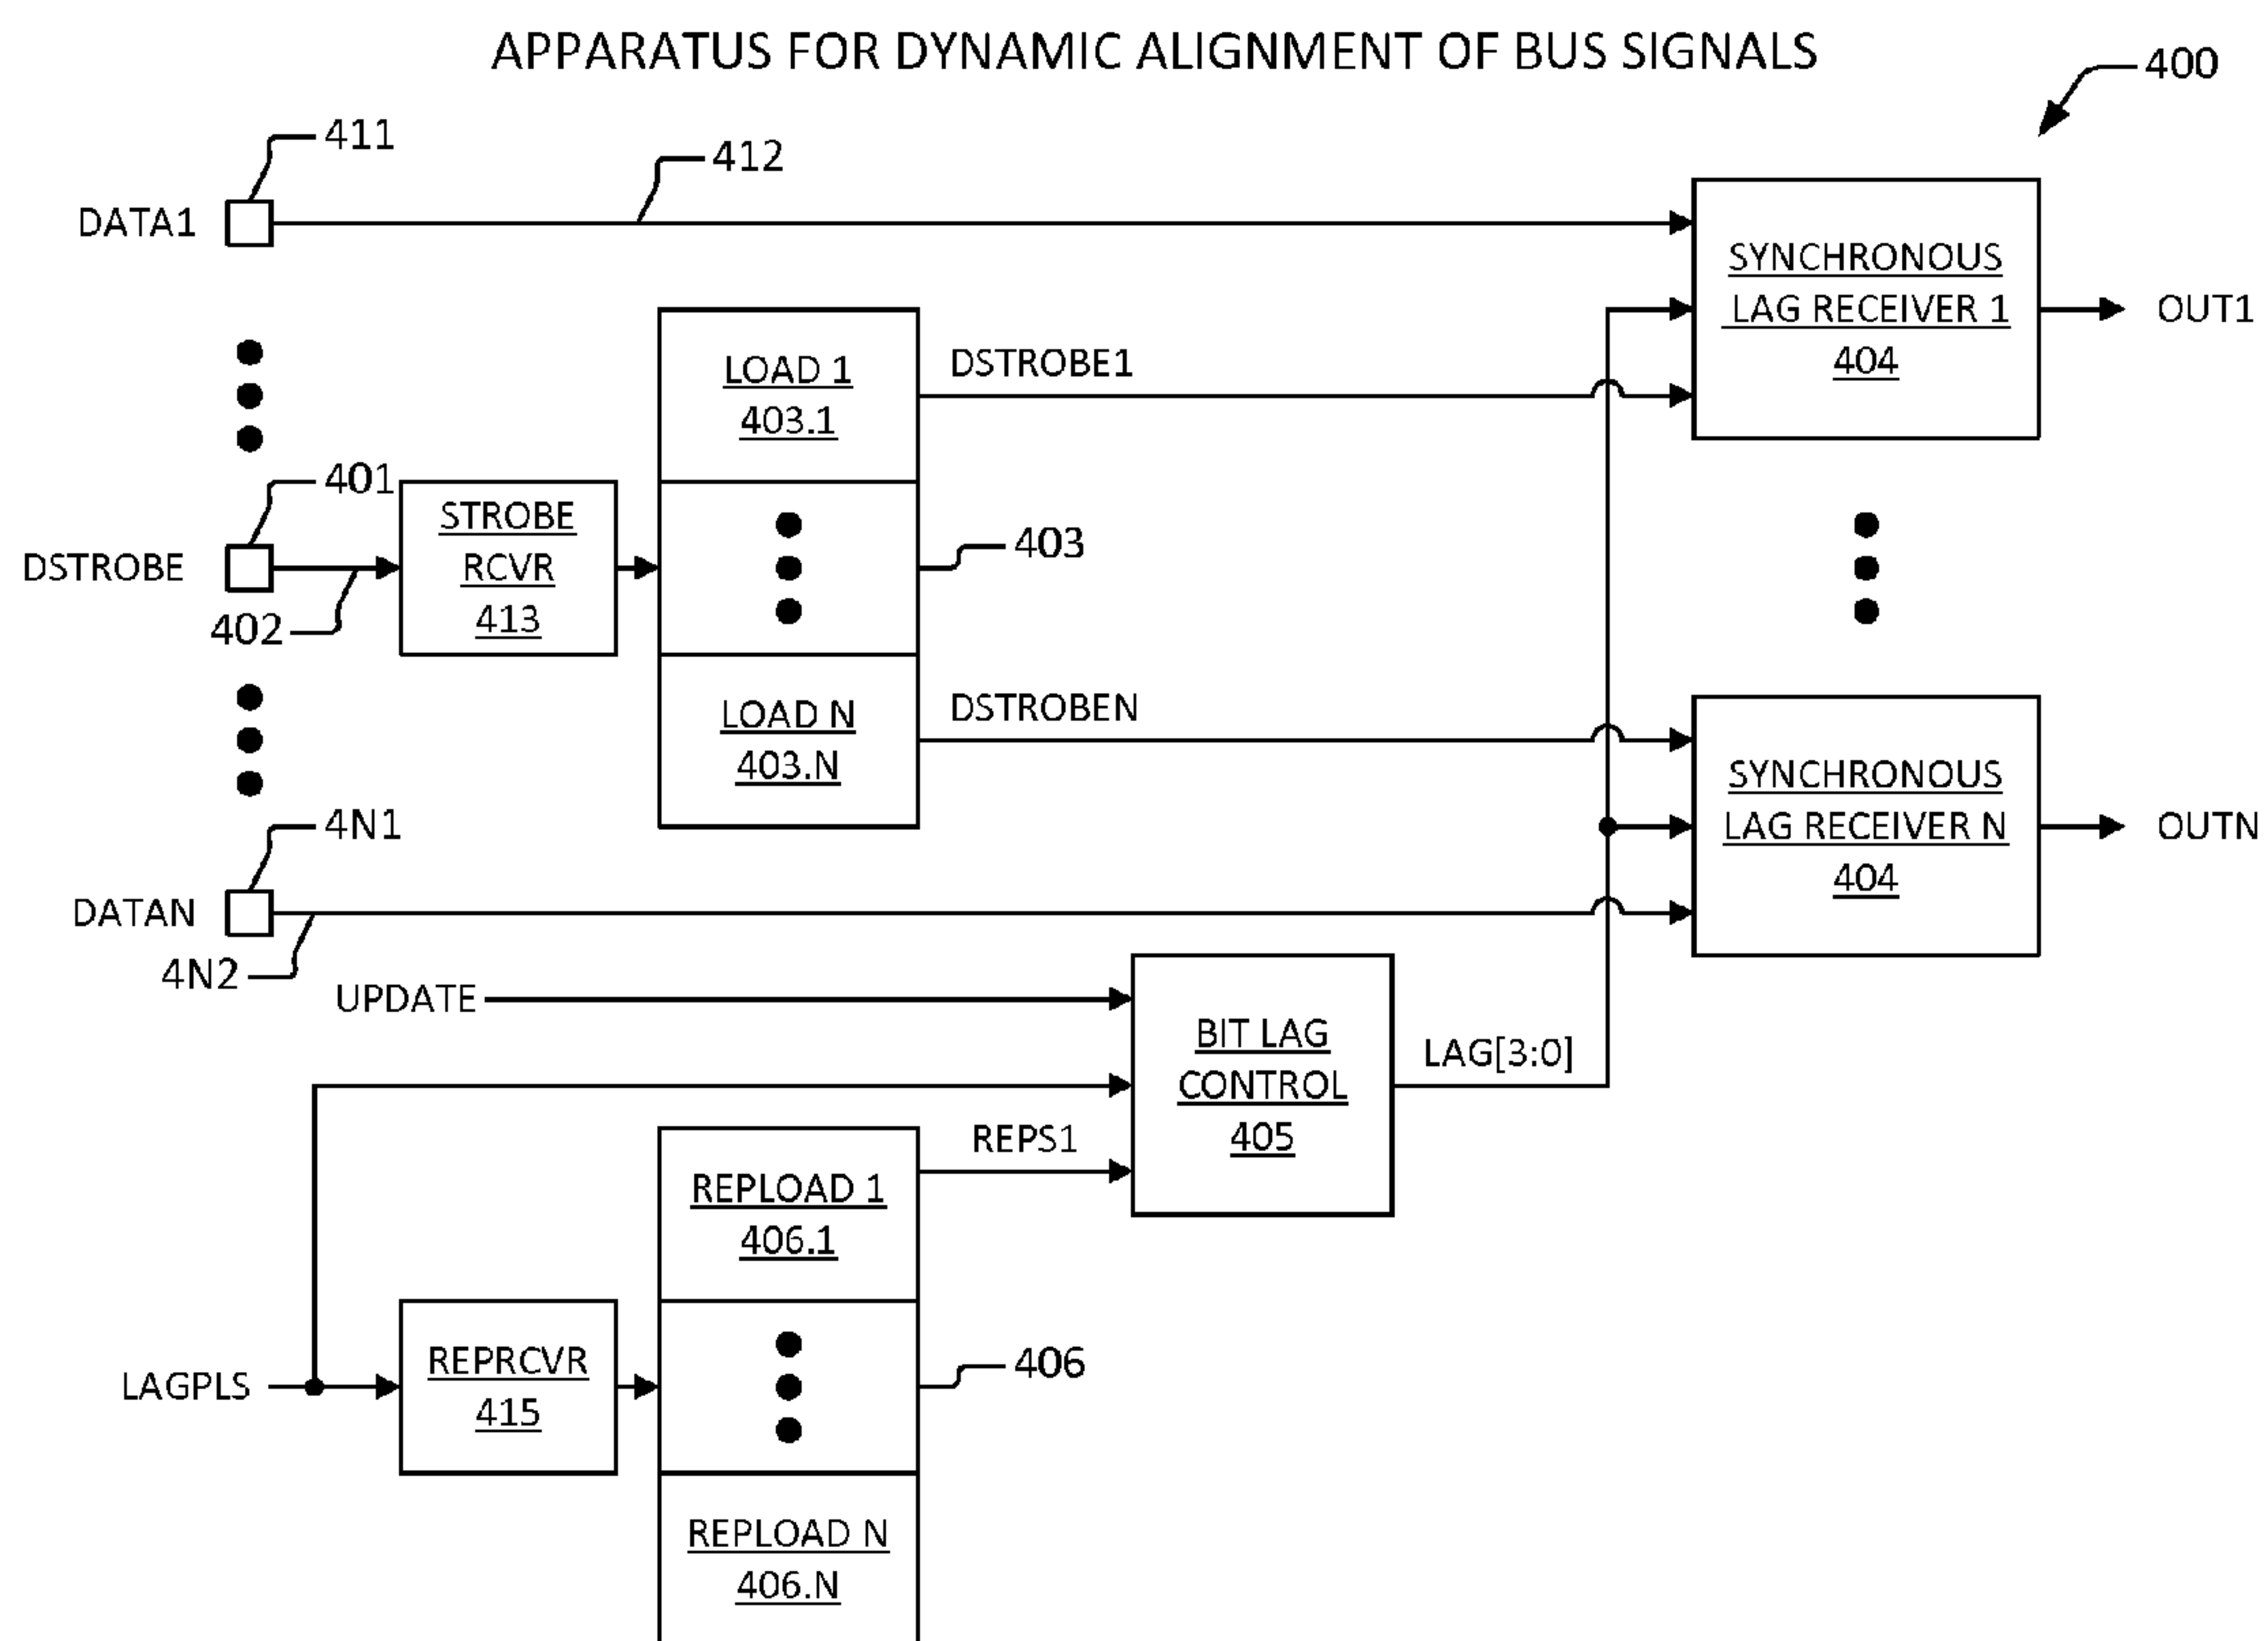 APPARATUS FOR DYNAMIC ALIGNMENT OF BUS SIGNALS
400
411
412
DATA1
SYNCHRONOUS
LAG RECEIVER 1
404
OUT1
LOAD 1
403.1
DSTROBE1
401
DSTROBE
402
STROBE
RCVR
413
403
LOAD N
403.N
DSTROBEN
SYNCHRONOUS
LAG RECEIVER N
404
OUTN
4N1
DATAN
4N2
UPDATE
BIT LAG
CONTROL
405
LAG[3:0]
REPS1
REPLOAD 1
406.1
LAGPLS
REPRCVR
415
406
REPLOAD N
406.N